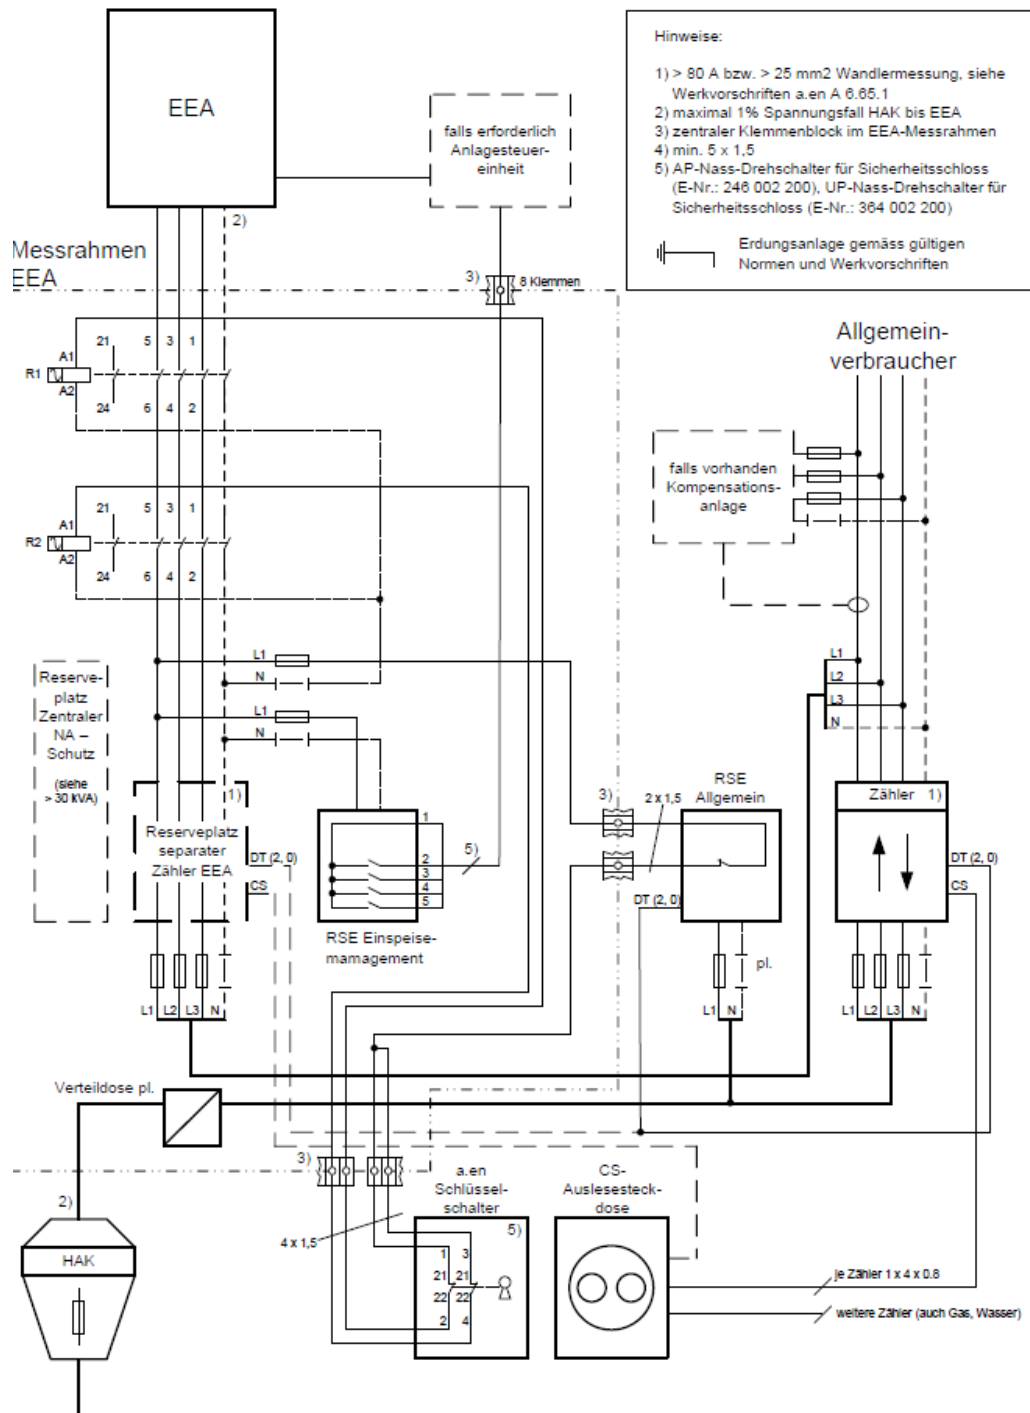 EEA
2)
falls erforderlich
Anlagesteuer-
einheit
Hinweise:
1) > 80 A bzw. > 25 mm2 Wandlermessung, siehe
Werkvorschriften a.en A 6.65.1
2) maximal 1% Spannungsfall HAK bis EEA
3) zentraler Klemmenblock im EEA-Messrahmen
4) min. 5 x 1,5
5) AP-Nass-Drehschalter für Sicherheitsschloss
(E-Nr.: 246 002 200), UP-Nass-Drehschalter für
Sicherheitsschloss (E-Nr.: 364 002 200)
Erdungsanlage gemäss gültigen
Normen und Werkvorschriften
Messrahmen
EEA
3)
8 Klemmen
Allgemein-
verbraucher
21 5 3 1
A1
R1
A2
24 6 4 2
falls vorhanden
Kompensations-
anlage
21 5 3 1
A1
R2
A2
24 6 4 2
L1
N
L1
N
L1
L2
L3
N
Reserve-
platz
Zentraler
NA –
Schutz
(siehe
> 30 kVA)
1)
Reserveplatz
separater
Zähler EEA
DT (2, 0)
CS
1
2
3
4
5
5)
RSE Einspeise-
mamagement
3)
2 x 1,5
RSE
Allgemein
DT (2, 0)
pl.
L1 N
Zähler 1)
DT (2, 0)
CS
L1 L2 L3 N
L1 L2 L3 N
Verteildose pl.
3)
2)
HAK
4 x 1,5
a.en
Schlüssel-
schalter
5)
1 3
21 21
22 22
2 4
CS-
Auslesesteck-
dose
je Zähler 1 x 4 x 0.8
weitere Zähler (auch Gas, Wasser)